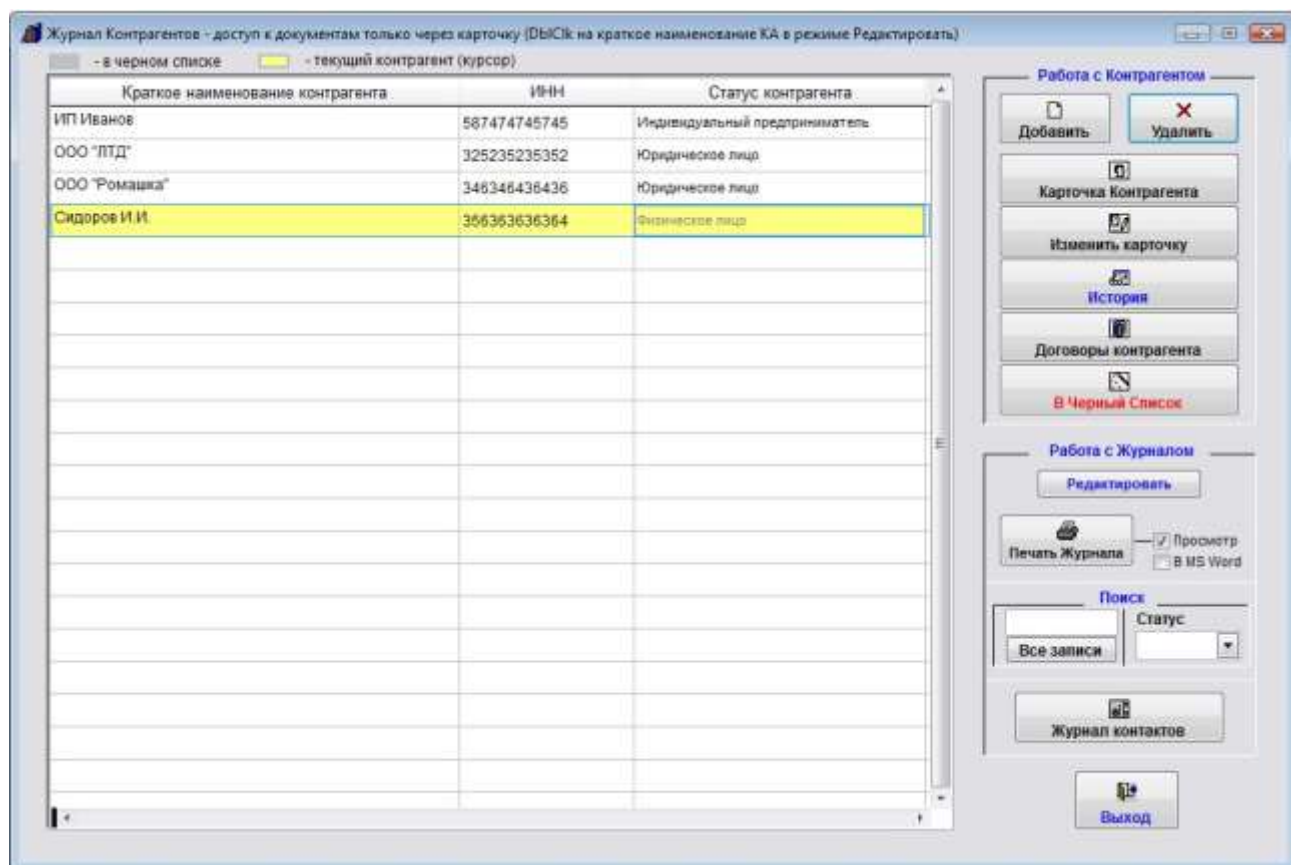 Журнал Контрагентов - доступ к документам только через карточку (DblClk на краткое наименование КА в режиме Редактировать)
- в черном списке - текущий контрагент (курсор)
Краткое наименование контрагента ИНН Статус контрагента
ИП Иванов 587474745745 Индивидуальный предприниматель
ООО "ЛТД" 325235235352 Юридическое лицо
ООО "Ромашка" 346346436436 Юридическое лицо
Сидоров И.И. 356363636364 Физическое лицо
Работа с Контрагентом
Добавить Удалить
Карточка Контрагента
Изменить карточку
История
Договоры контрагента
В Черный Список
Работа с Журналом
Редактировать
Печать Журнала
Просмотр
В MS Word
Поиск
Статус
Все записи
Журнал контактов
Выход